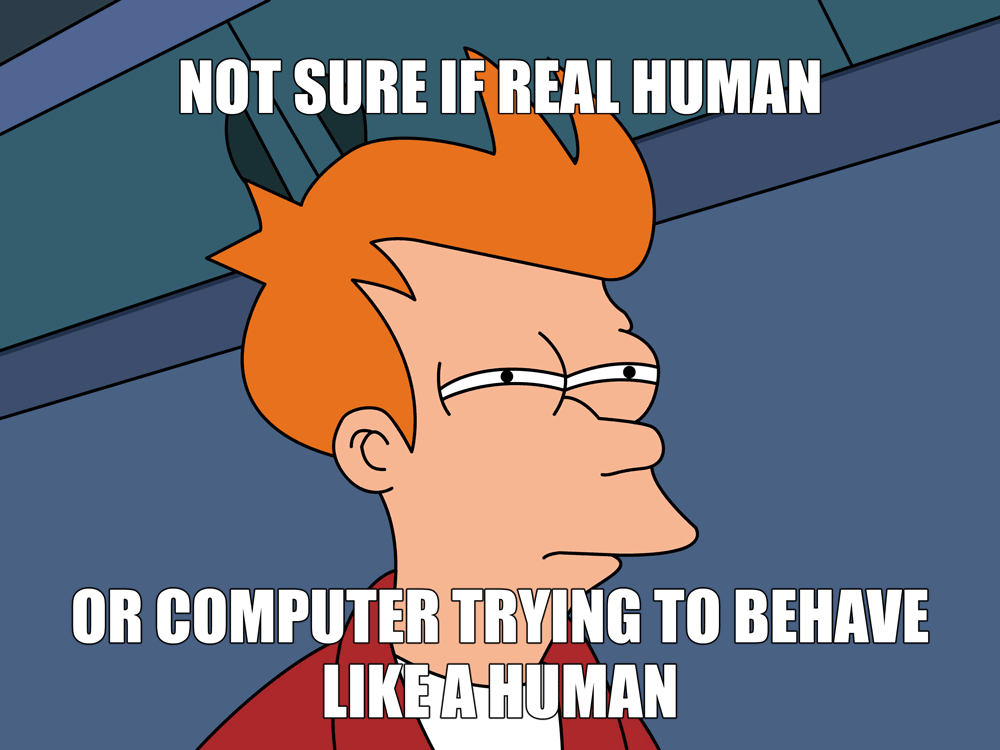 NOT SURE IF REAL HUMAN
OR COMPUTER TRYING TO BEHAVE
LIKE A HUMAN